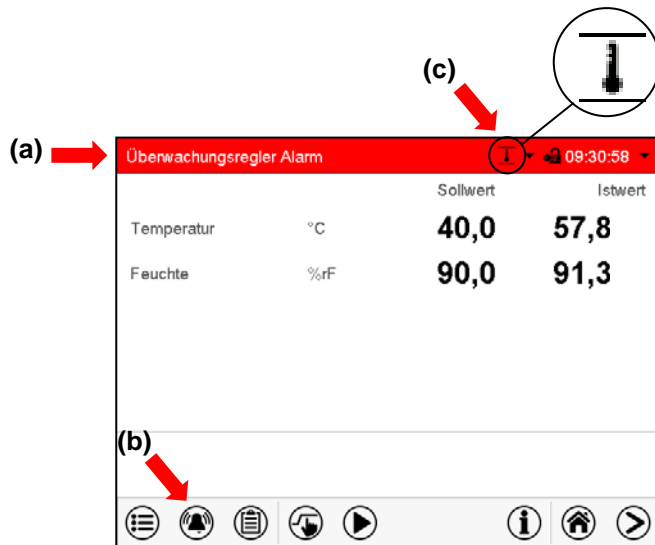 (c)
(a)
Überwachungsregler Alarm 09:30:58
Sollwert Istwert
Temperatur °C 40,0 57,8
Feuchte %rF 90,0 91,3
(b)